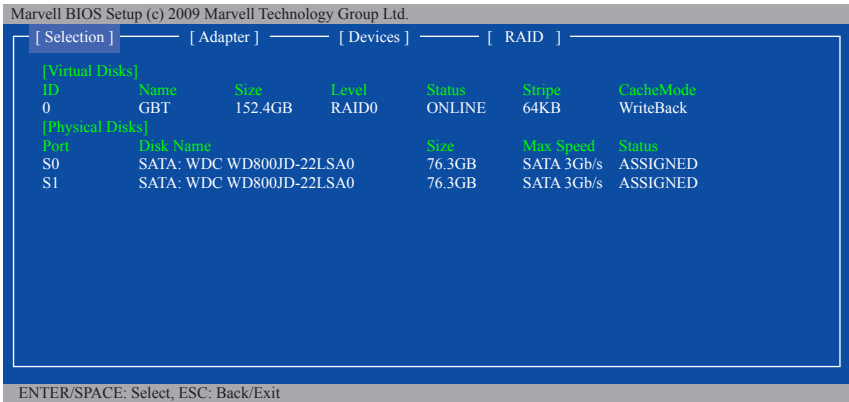 Marvell BIOS Setup (c) 2009 Marvell Technology Group Ltd.
[ Selection ] [ Adapter ] [ Devices ] [ RAID ]
[Virtual Disks]
ID Name Size Level Status Stripe CacheMode
0 GBT 152.4GB RAID0 ONLINE 64KB WriteBack
[Physical Disks]
Port Disk Name Size Max Speed Status
S0 SATA: WDC WD800JD-22LSA0 76.3GB SATA 3Gb/s ASSIGNED
S1 SATA: WDC WD800JD-22LSA0 76.3GB SATA 3Gb/s ASSIGNED
ENTER/SPACE: Select, ESC: Back/Exit